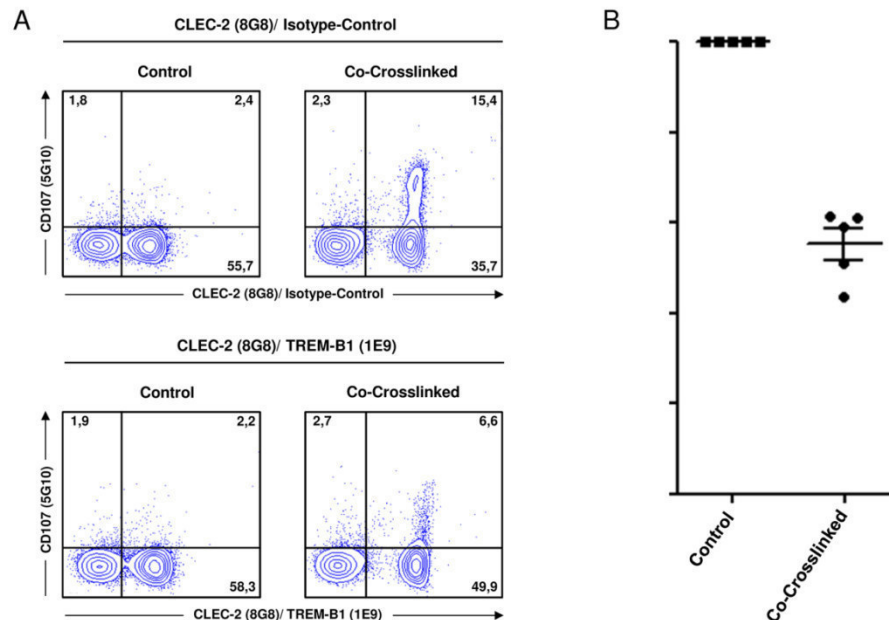 A
B
CLEC-2 (8G8)/ Isotype-Control
Control
Co-Crosslinked
1,8
2,4
2,3
15,4
CD107 (5G10)
55,7
35,7
CLEC-2 (8G8)/ Isotype-Control
CLEC-2 (8G8)/ TREM-B1 (1E9)
Control
Co-Crosslinked
1,9
2,2
2,7
6,6
CD107 (5G10)
58,3
49,9
CLEC-2 (8G8)/ TREM-B1 (1E9)
Control
Co-Crosslinked